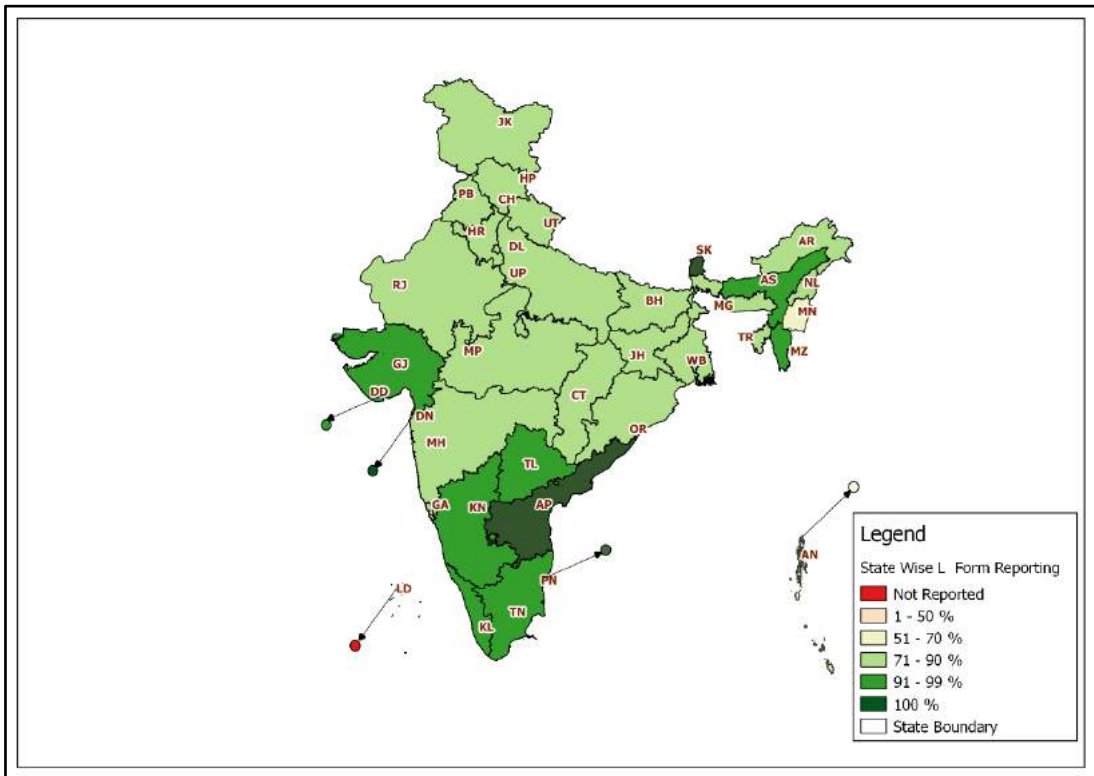 JK
HP
PB
CH
UT
HR
DL
SK
AR
UP
AS
RJ
NL
BH
MG
MN
TR
MP
MZ
GJ
JH
WB
DD
CT
DN
OR
MH
TL
GA
KN
AP
AN
PN
LD
TN
KL
Legend
State Wise L Form Reporting
Not Reported
1 - 50 %
51 - 70 %
71 - 90 %
91 - 99 %
100 %
State Boundary